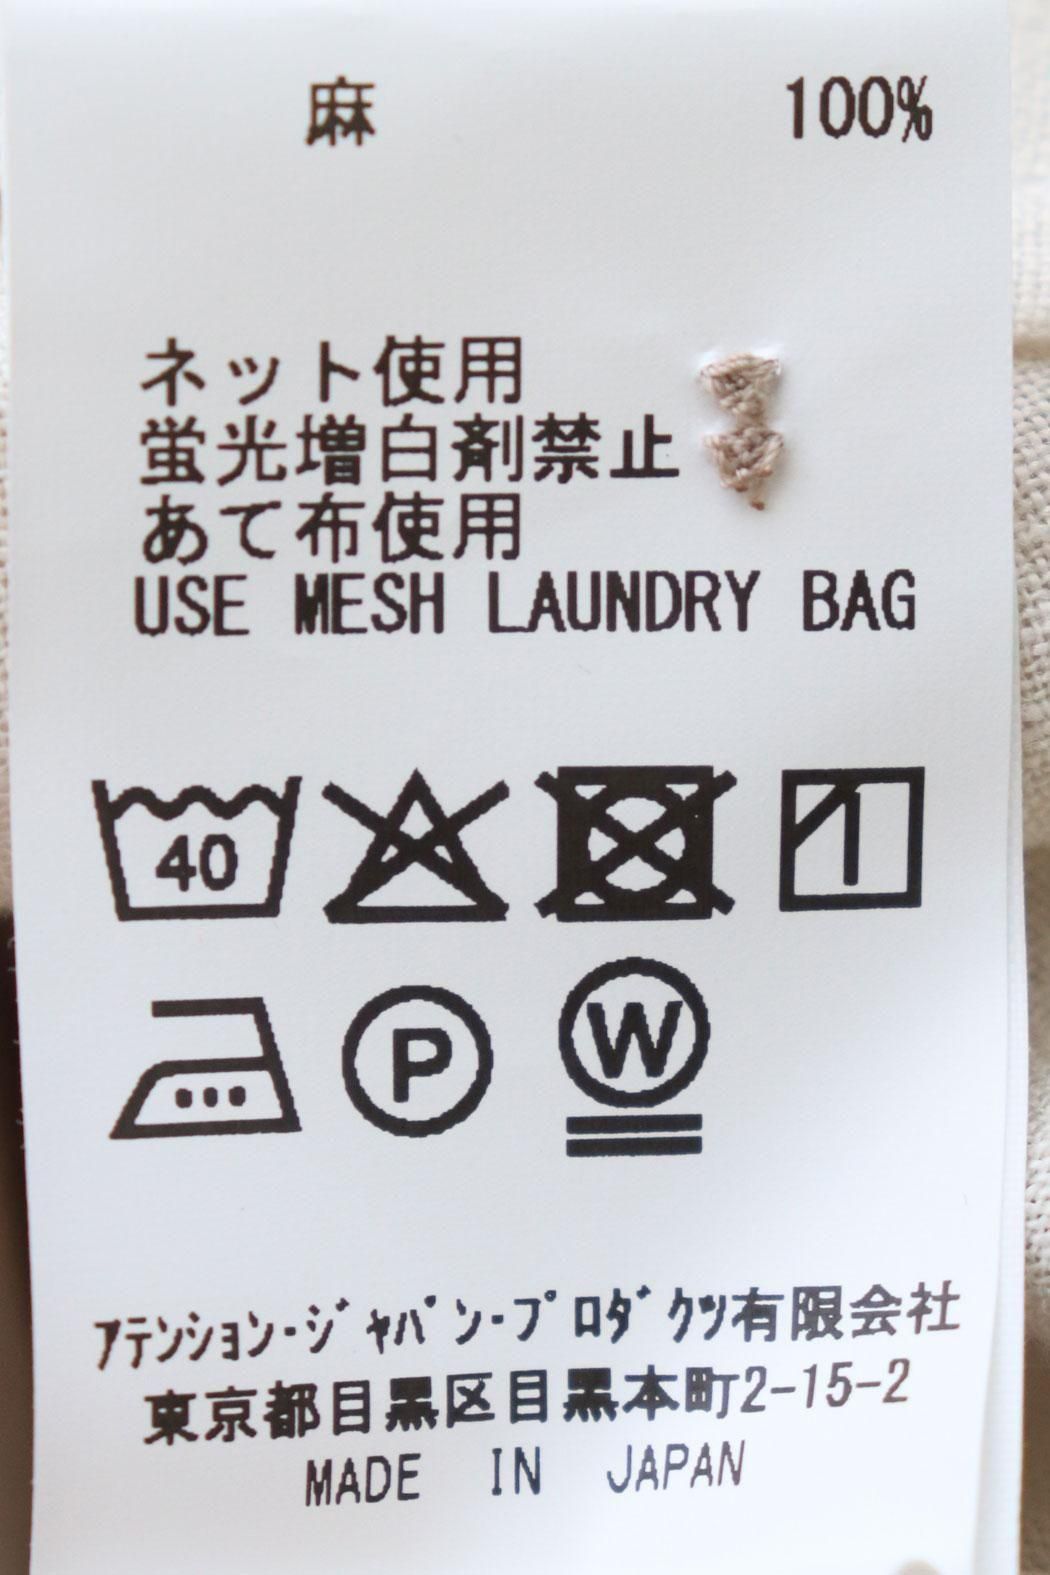 麻 100%
ネット使用
蛍光増白剤禁止
あて布使用
USE MESH LAUNDRY BAG
40
P W
ｱﾃﾝｼｮﾝ･ｼﾞｬﾊﾟﾝ･ﾌﾟﾛﾀﾞｸﾂ有限会社
東京都目黒区目黒本町2-15-2
MADE IN JAPAN